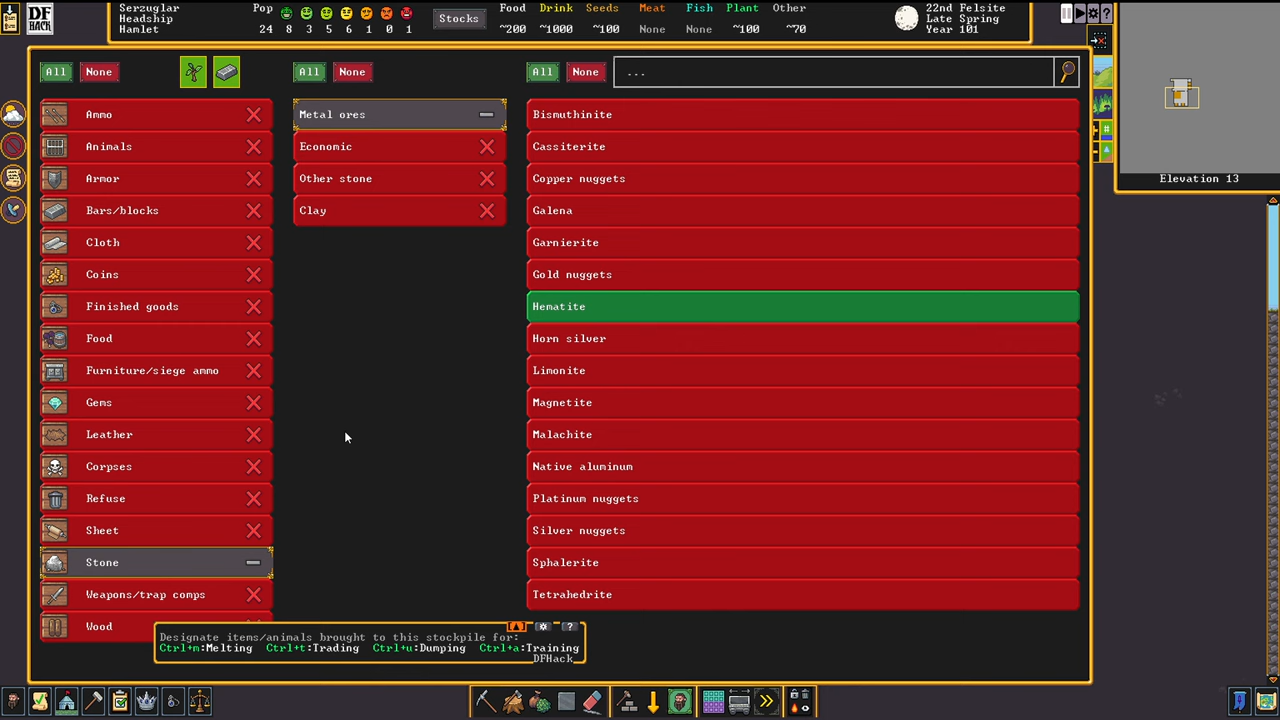 DF
HACK
Serzuglar
Headship
Hamlet
Pop
24 8 3 5 6 1 0 1
Stocks
Food Drink Seeds Meat Fish Plant Other
~200 ~1000 ~100 None None ~100 ~70
22nd Felsite
Late Spring
Year 101
?
Elevation 13
All None
All None
All None ...
Ammo
Animals
Armor
Bars/blocks
Cloth
Coins
Finished goods
Food
Furniture/siege ammo
Gems
Leather
Corpses
Refuse
Sheet
Stone
Weapons/trap comps
Wood
Metal ores
Economic
Other stone
Clay
Bismuthinite
Cassiterite
Copper nuggets
Galena
Garnierite
Gold nuggets
Hematite
Horn silver
Limonite
Magnetite
Malachite
Native aluminum
Platinum nuggets
Silver nuggets
Sphalerite
Tetrahedrite
?
Designate items/animals brought to this stockpile for:
Ctrl+m:Melting Ctrl+t:Trading Ctrl+u:Dumping Ctrl+a:Training
DFHack